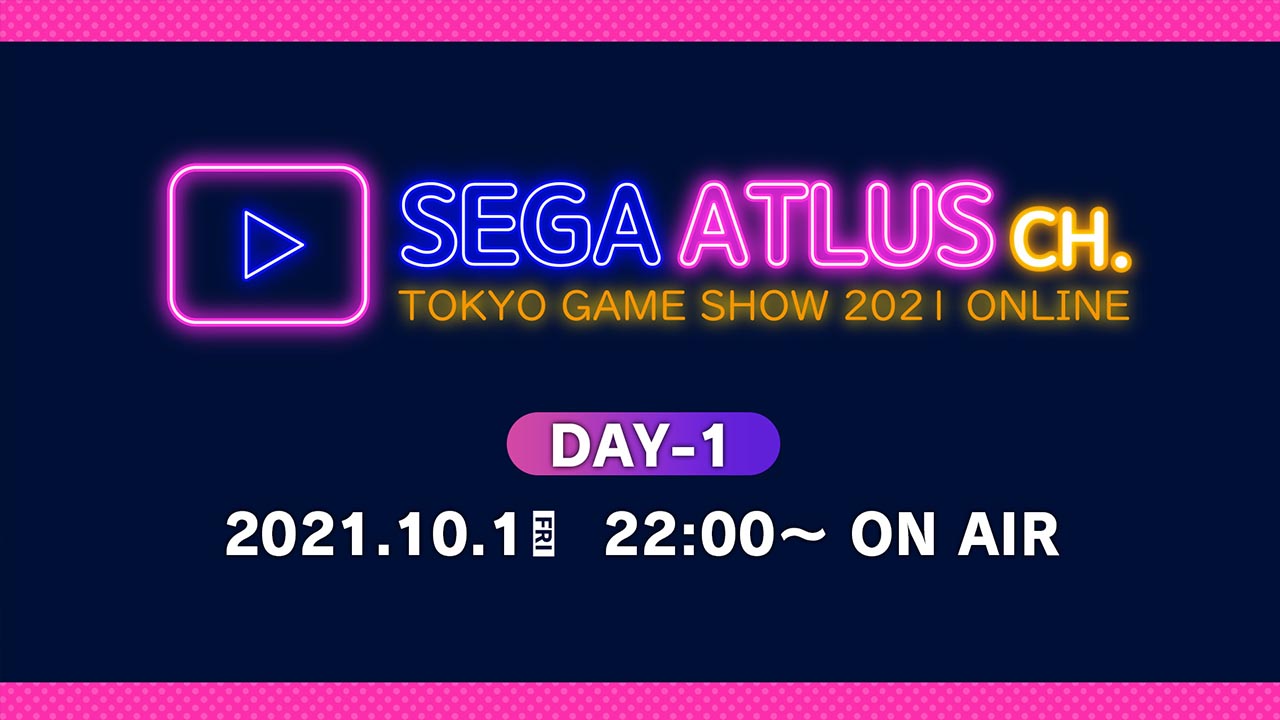 SEGA ATLUS CH.
TOKYO GAME SHOW 2021 ONLINE
DAY-1
2021.10.1 FRI 22:00～ ON AIR